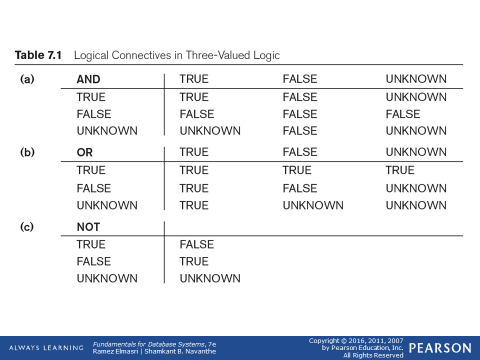 Table 7.1 Logical Connectives in Three-Valued Logic
(a) AND TRUE FALSE UNKNOWN
TRUE TRUE FALSE UNKNOWN
FALSE FALSE FALSE FALSE
UNKNOWN UNKNOWN FALSE UNKNOWN
(b) OR TRUE FALSE UNKNOWN
TRUE TRUE TRUE TRUE
FALSE TRUE FALSE UNKNOWN
UNKNOWN TRUE UNKNOWN UNKNOWN
(c) NOT
TRUE FALSE
FALSE TRUE
UNKNOWN UNKNOWN
ALWAYS LEARNING
Fundamentals for Database Systems, 7e
Ramez Elmasri | Shamkant B. Navanthe
Copyright © 2016, 2011, 2007
by Pearson Education, Inc.
All Rights Reserved
PEARSON